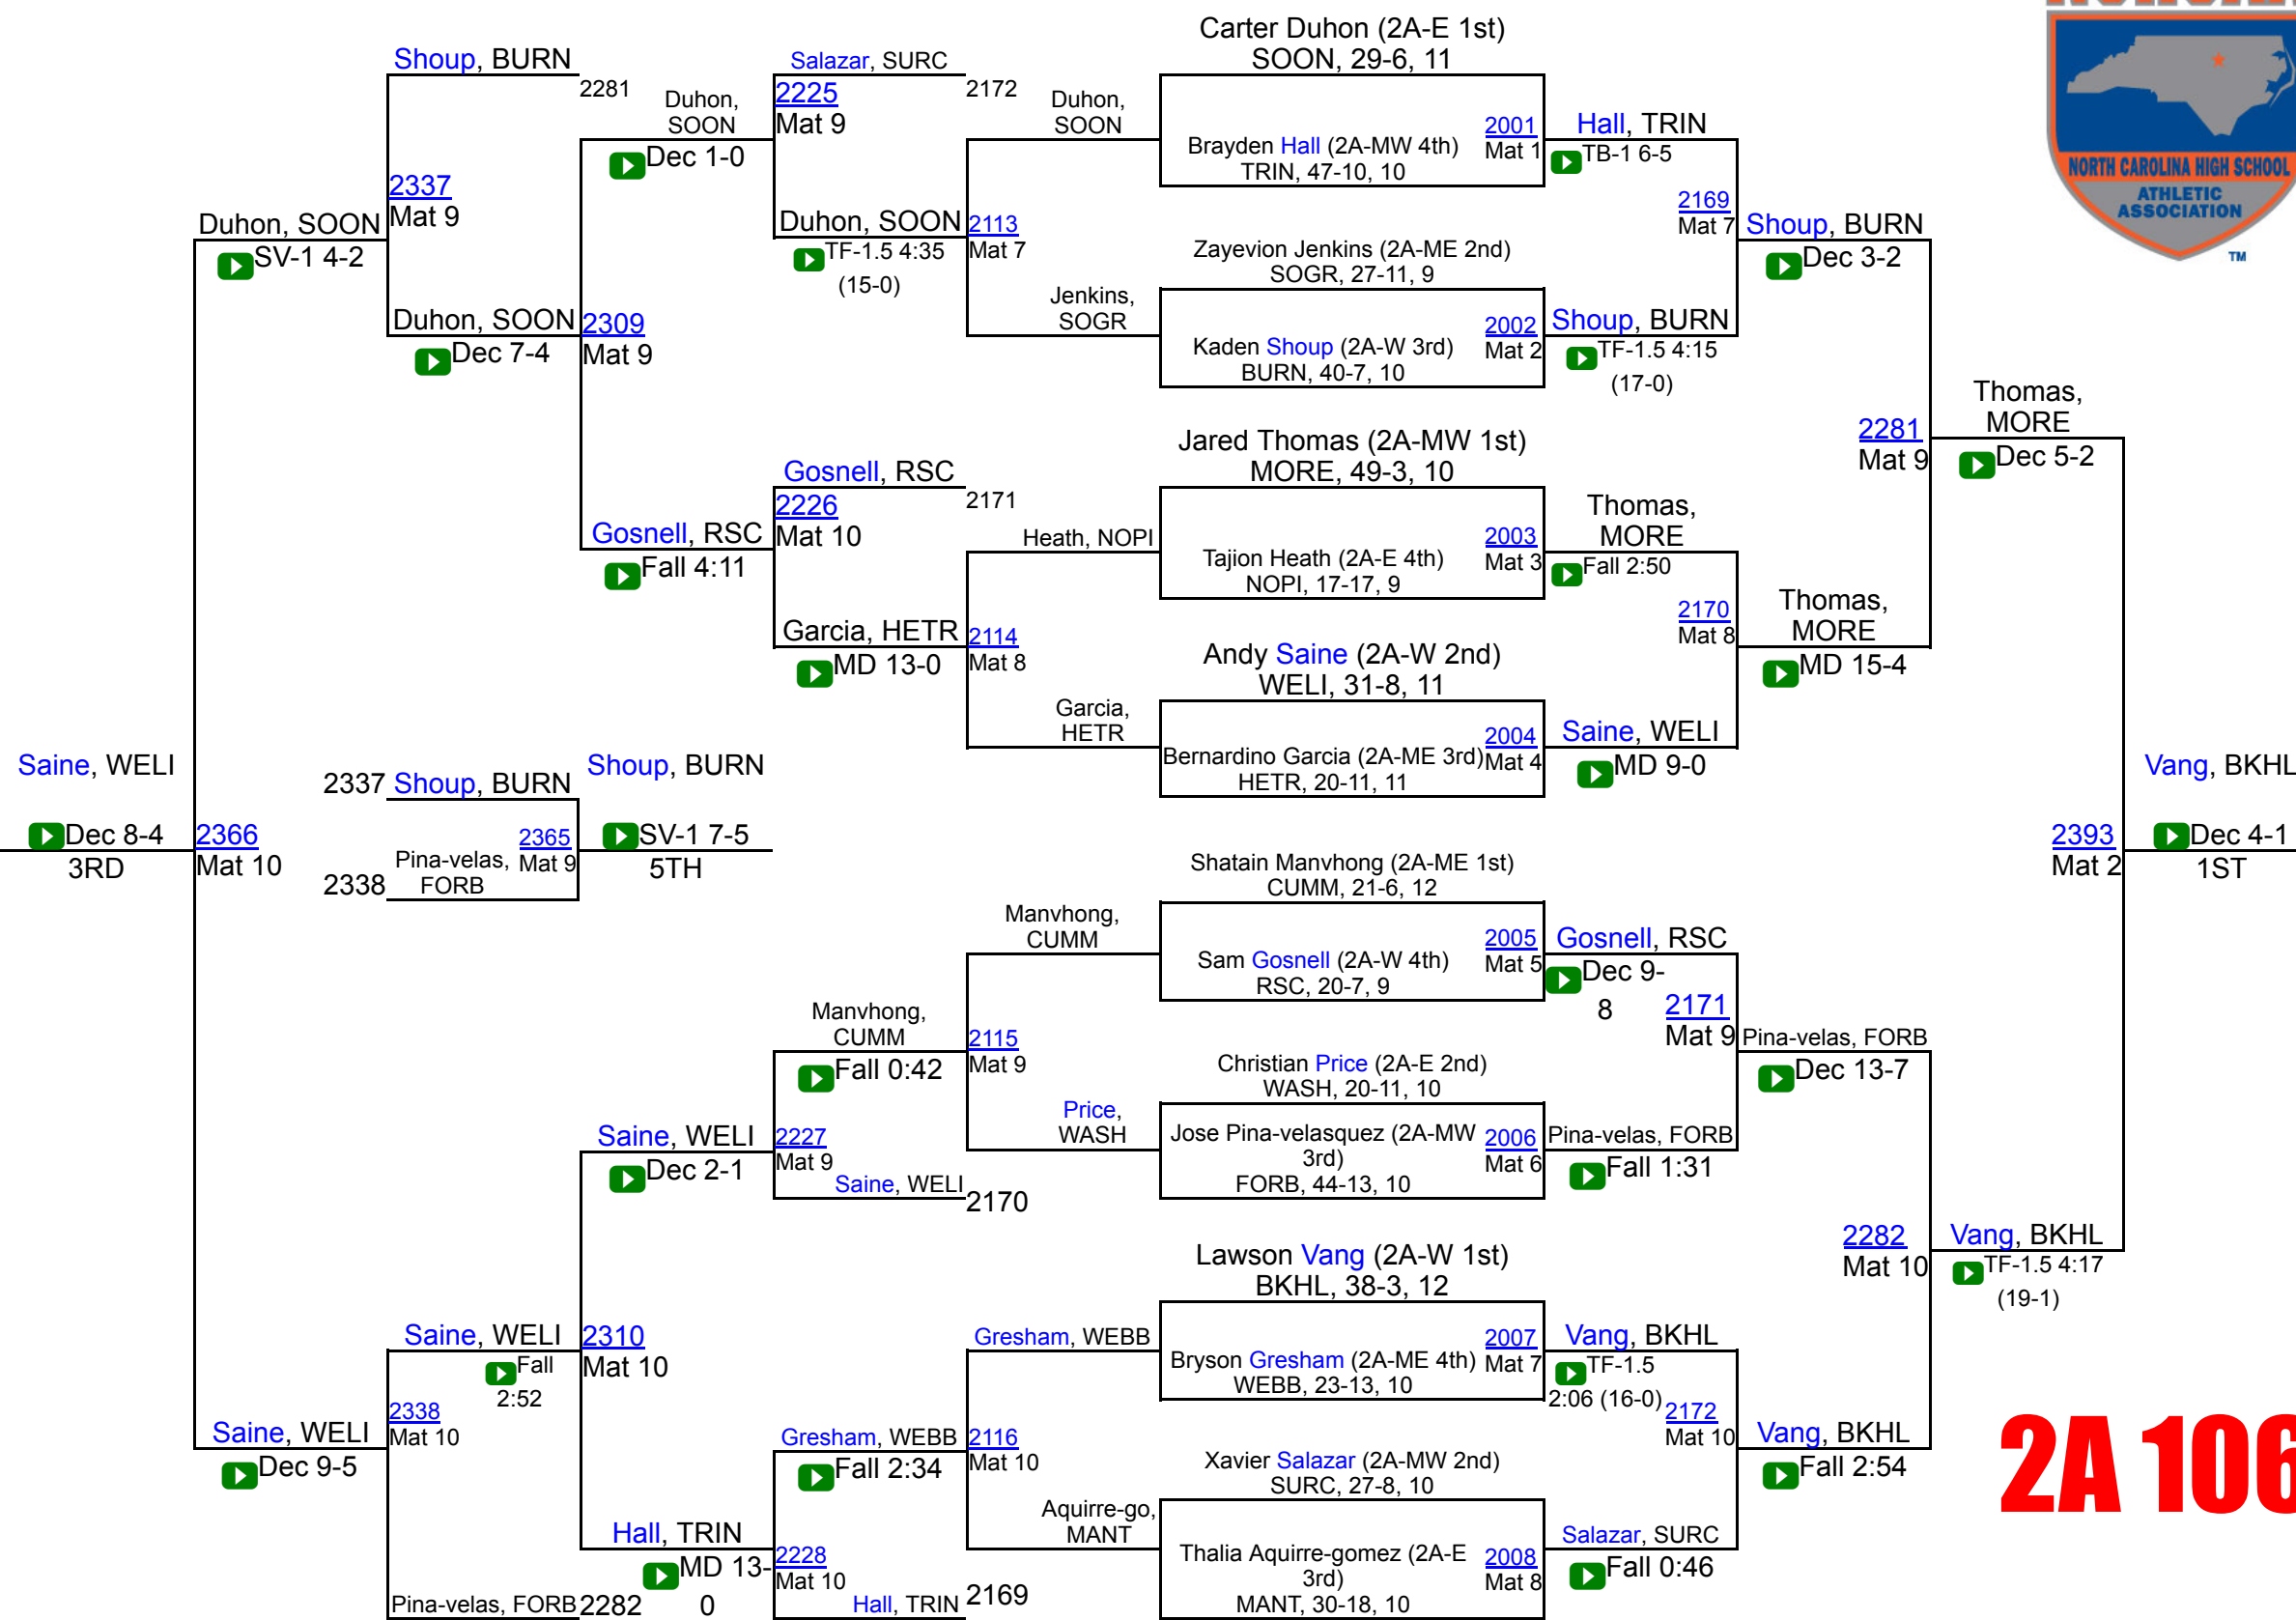 Shoup, BURN
2281
2337
Mat 9
Duhon, SOON
SV-1 4-2
Duhon, SOON
Dec 7-4
Duhon,
SOON
Dec 1-0
2309
Mat 9
Gosnell, RSC
Fall 4:11
Salazar, SURC
2172
2225
Mat 9
Duhon, SOON
TF-1.5 4:35
(15-0)
Gosnell, RSC
2171
2226
Mat 10
Garcia, HETR
MD 13-0
Duhon,
SOON
2113
Mat 7
Jenkins,
SOGR
Heath, NOPI
2114
Mat 8
Garcia,
HETR
Carter Duhon (2A-E 1st)
SOON, 29-6, 11
Brayden Hall (2A-MW 4th)
TRIN, 47-10, 10
2001
Mat 1
Zayevion Jenkins (2A-ME 2nd)
SOGR, 27-11, 9
Kaden Shoup (2A-W 3rd)
BURN, 40-7, 10
2002
Mat 2
Jared Thomas (2A-MW 1st)
MORE, 49-3, 10
Tajion Heath (2A-E 4th)
NOPI, 17-17, 9
2003
Mat 3
Andy Saine (2A-W 2nd)
WELI, 31-8, 11
Bernardino Garcia (2A-ME 3rd)
HETR, 20-11, 11
2004
Mat 4
Hall, TRIN
TB-1 6-5
2169
Mat 7
Shoup, BURN
TF-1.5 4:15
(17-0)
Thomas,
MORE
Fall 2:50
2170
Mat 8
Saine, WELI
MD 9-0
Shoup, BURN
Dec 3-2
2281
Mat 9
Thomas,
MORE
MD 15-4
Thomas,
MORE
Dec 5-2
NORTH CAROLINA HIGH SCHOOL
ATHLETIC
ASSOCIATION
TM
Saine, WELI
Dec 8-4
3RD
2366
Mat 10
2337
Shoup, BURN
2338
Pina-velas,
FORB
2365
Mat 9
Shoup, BURN
SV-1 7-5
5TH
2393
Mat 2
Vang, BKHL
Dec 4-1
1ST
Saine, WELI
Dec 9-5
2338
Mat 10
Saine, WELI
Fall
2:52
Pina-velas, FORB
2282
Saine, WELI
Dec 2-1
2310
Mat 10
Hall, TRIN
MD 13-
0
Manvhong,
CUMM
Fall 0:42
2227
Mat 9
Saine, WELI
2170
Gresham, WEBB
Fall 2:34
2228
Mat 10
Hall, TRIN
2169
Manvhong,
CUMM
2115
Mat 9
Price,
WASH
Gresham, WEBB
2116
Mat 10
Aquirre-go,
MANT
Shatain Manvhong (2A-ME 1st)
CUMM, 21-6, 12
Sam Gosnell (2A-W 4th)
RSC, 20-7, 9
2005
Mat 5
Christian Price (2A-E 2nd)
WASH, 20-11, 10
Jose Pina-velasquez (2A-MW
3rd)
FORB, 44-13, 10
2006
Mat 6
Lawson Vang (2A-W 1st)
BKHL, 38-3, 12
Bryson Gresham (2A-ME 4th)
WEBB, 23-13, 10
2007
Mat 7
Xavier Salazar (2A-MW 2nd)
SURC, 27-8, 10
Thalia Aquirre-gomez (2A-E
3rd)
MANT, 30-18, 10
2008
Mat 8
Gosnell, RSC
Dec 9-
8
2171
Mat 9
Pina-velas, FORB
Fall 1:31
Vang, BKHL
TF-1.5
2:06 (16-0)
2172
Mat 10
Salazar, SURC
Fall 0:46
Pina-velas, FORB
Dec 13-7
2282
Mat 10
Vang, BKHL
Fall 2:54
Vang, BKHL
TF-1.5 4:17
(19-1)
2A 106